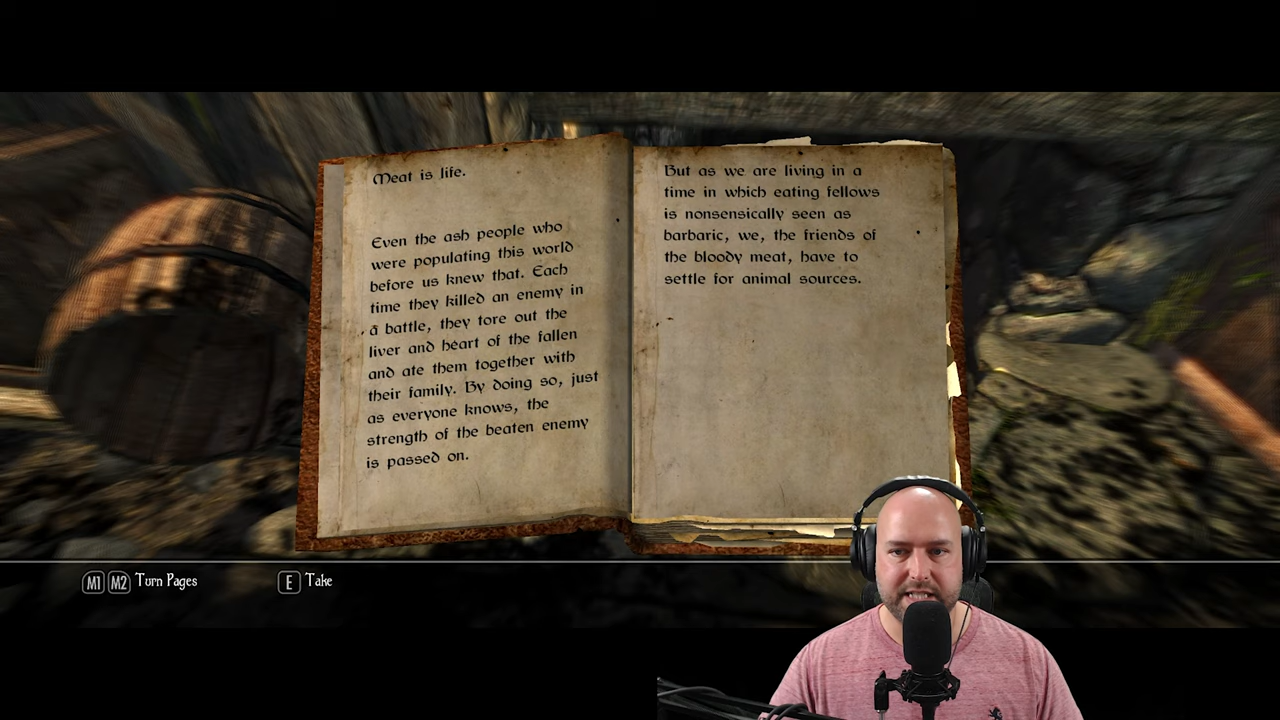 Meat is life.
Even the ash people who
were populating this world
before us knew that. Each
time they killed an enemy in
a battle, they tore out the
liver and heart of the fallen
and ate them together with
their family. By doing so, just
as everyone knows, the
strength of the beaten enemy
is passed on.
But as we are living in a
time in which eating fellows
is nonsensically seen as
barbaric, we, the friends of
the bloody meat, have to
settle for animal sources.
M1 M2 Turn Pages
E Take